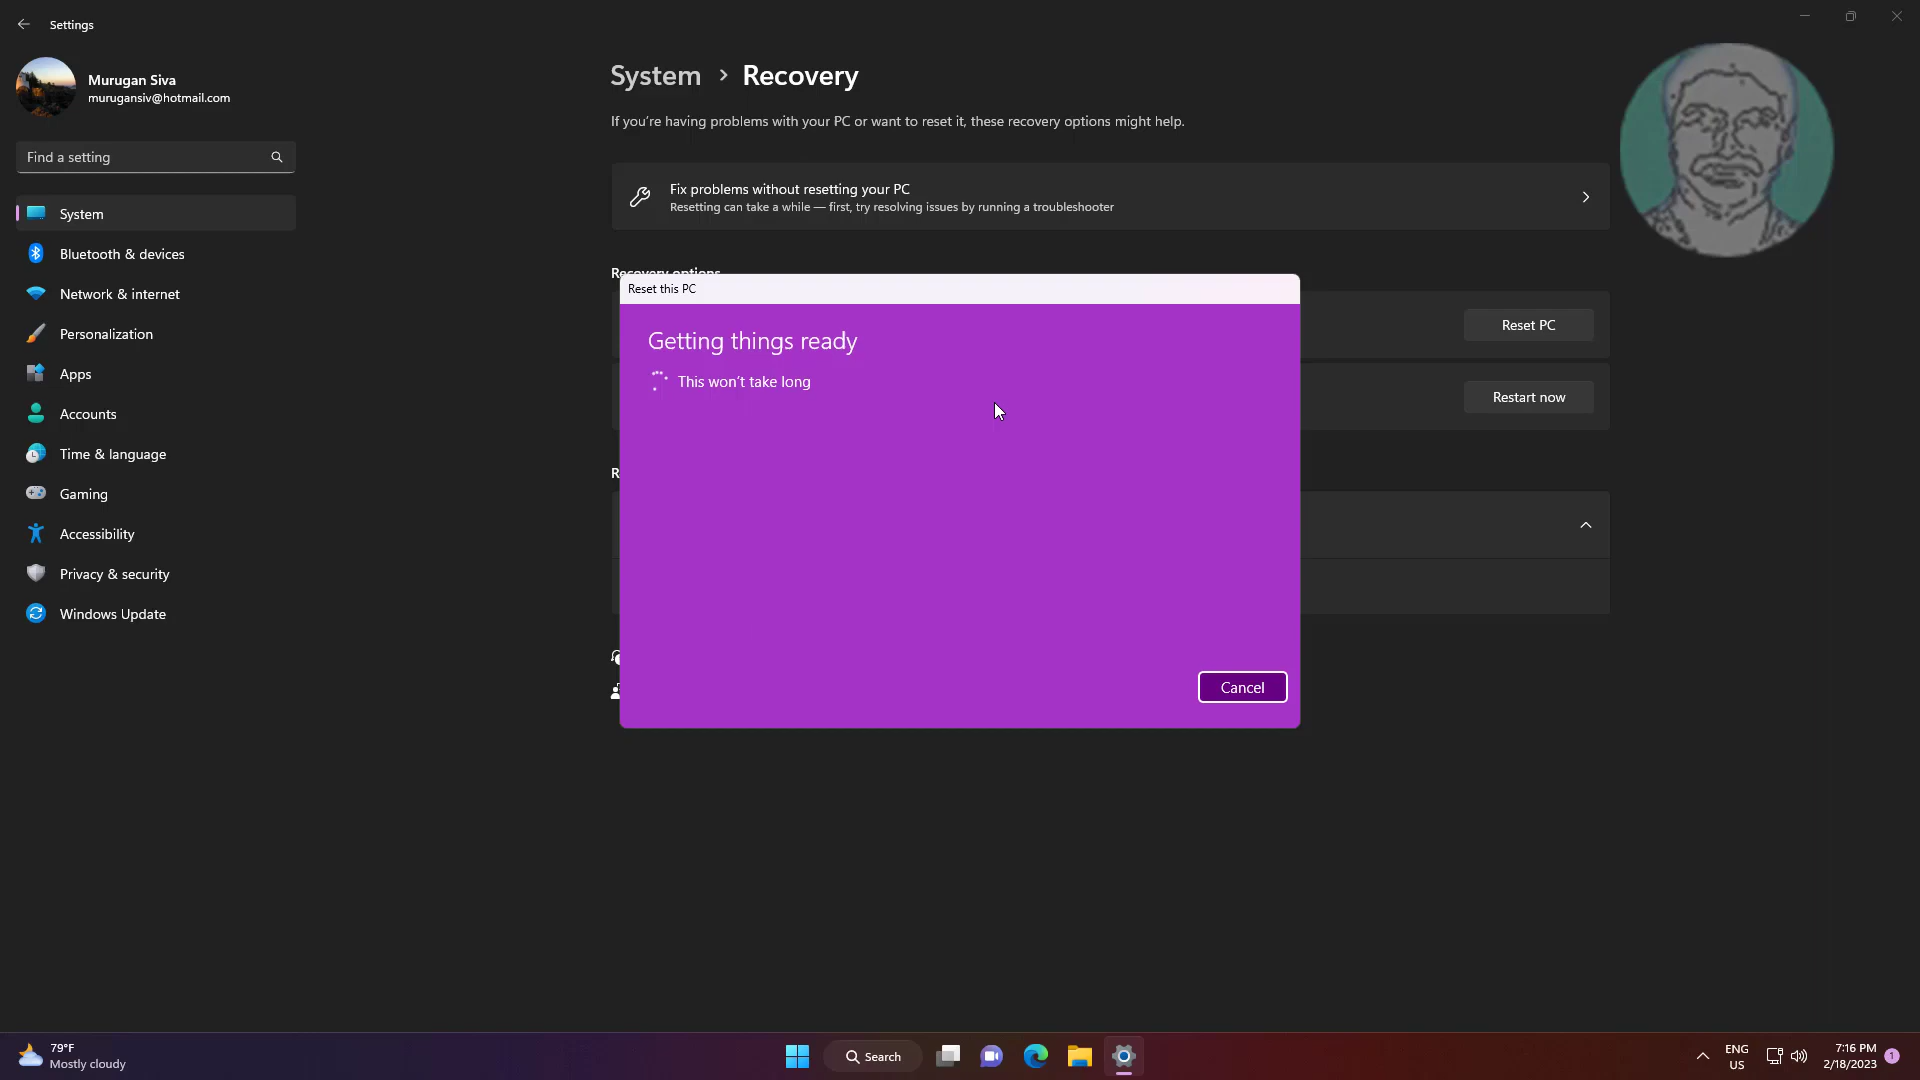 Settings
Murugan Siva
murugansiv@hotmail.com
Find a setting
System
Bluetooth & devices
Network & internet
Personalization
Apps
Accounts
Time & language
Gaming
Accessibility
Privacy & security
Windows Update
System > Recovery
If you're having problems with your PC or want to reset it, these recovery options might help.
Fix problems without resetting your PC
Resetting can take a while — first, try resolving issues by running a troubleshooter
Recovery options
Reset this PC
Getting things ready
This won't take long
Reset PC
Restart now
R
Cancel
79°F
Mostly cloudy
Search
ENG
US
7:16 PM
2/18/2023
1